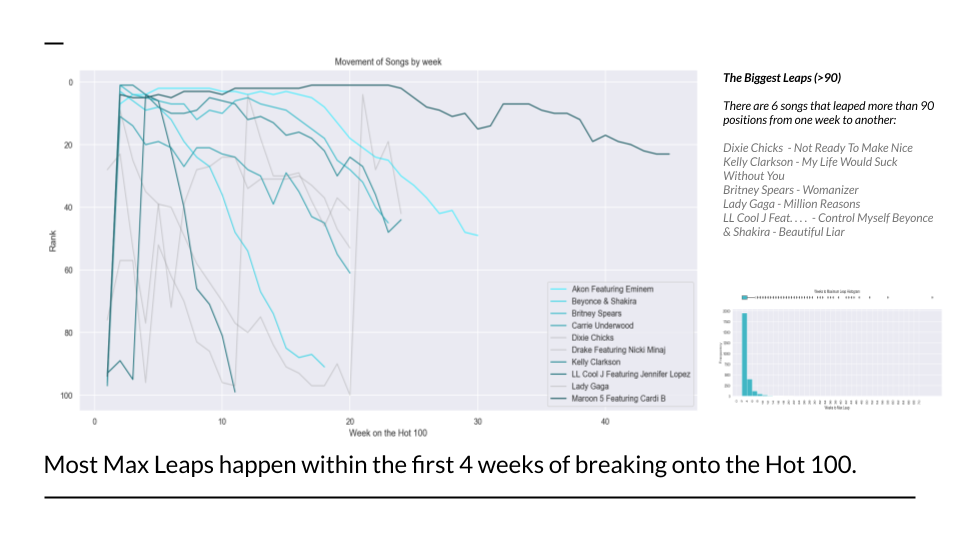 Movement of Songs by week
0
20
40
60
80
100
Rank
0
10
20
30
40
Week on the Hot 100
Akon Featuring Eminem
Beyonce & Shakira
Britney Spears
Carrie Underwood
Dixie Chicks
Drake Featuring Nicki Minaj
Kelly Clarkson
LL Cool J Featuring Jennifer Lopez
Lady Gaga
Maroon 5 Featuring Cardi B
The Biggest Leaps (>90)
There are 6 songs that leaped more than 90
positions from one week to another:
Dixie Chicks - Not Ready To Make Nice
Kelly Clarkson - My Life Would Suck
Without You
Britney Spears - Womanizer
Lady Gaga - Million Reasons
LL Cool J Feat. . . . - Control Myself Beyonce
& Shakira - Beautiful Liar
Most Max Leaps happen within the first 4 weeks of breaking onto the Hot 100.